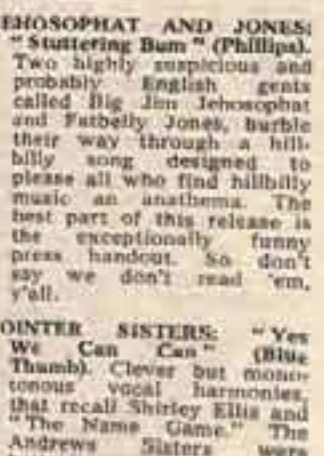 EHOSOPHAT AND JONES:
"Stuttering Bum" (Phillips).
Two highly suspicious and
probably English gents
called Big Jim Jehosophat
and Fatbelly Jones, burble
their way through a hill-
billy song designed to
please all who find hillbilly
music an anathema. The
best part of this release is
the exceptionally funny
press handout. So don't
say we don't read 'em,
y'all.
OINTER SISTERS: "Yes
We Can Can" (Blue
Thumb). Clever but mono-
tonous vocal harmonies,
that recall Shirley Ellis and
"The Name Game." The
Andrews Sisters were